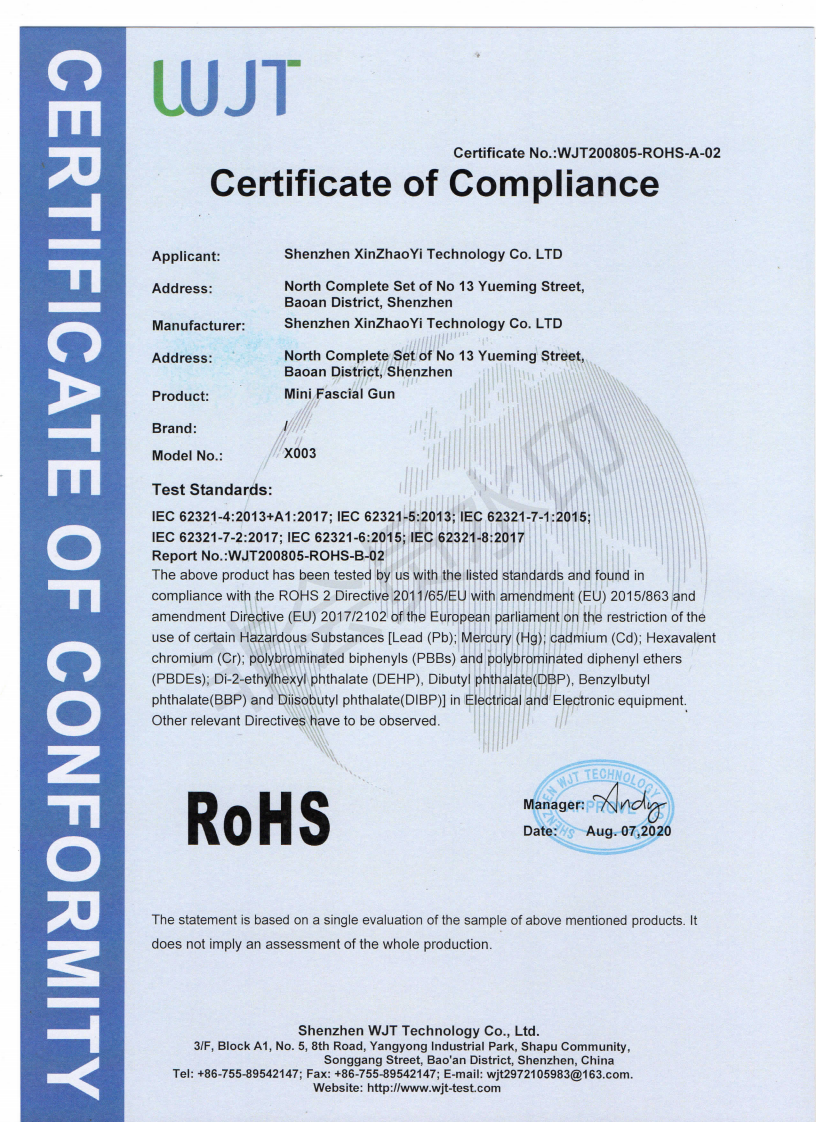 CERTIFICATE OF CONFORMITY
WJT
Certificate No.:WJT200805-ROHS-A-02
Certificate of Compliance
Applicant: Shenzhen XinZhaoYi Technology Co. LTD
Address: North Complete Set of No 13 Yueming Street,
Baoan District, Shenzhen
Manufacturer: Shenzhen XinZhaoYi Technology Co. LTD
Address: North Complete Set of No 13 Yueming Street,
Baoan District, Shenzhen
Product: Mini Fascial Gun
Brand: /
Model No.: X003
Test Standards:
IEC 62321-4:2013+A1:2017; IEC 62321-5:2013; IEC 62321-7-1:2015;
IEC 62321-7-2:2017; IEC 62321-6:2015; IEC 62321-8:2017
Report No.:WJT200805-ROHS-B-02
The above product has been tested by us with the listed standards and found in
compliance with the ROHS 2 Directive 2011/65/EU with amendment (EU) 2015/863 and
amendment Directive (EU) 2017/2102 of the European parliament on the restriction of the
use of certain Hazardous Substances [Lead (Pb); Mercury (Hg); cadmium (Cd); Hexavalent
chromium (Cr); polybrominated biphenyls (PBBs) and polybrominated diphenyl ethers
(PBDEs); Di-2-ethylhexyl phthalate (DEHP), Dibutyl phthalate(DBP), Benzylbutyl
phthalate(BBP) and Diisobutyl phthalate(DIBP)] in Electrical and Electronic equipment.
Other relevant Directives have to be observed.
RoHS
SHENZHEN WJT TECHNOLOGY
Manager: Andy
Date: Aug. 07,2020
The statement is based on a single evaluation of the sample of above mentioned products. It
does not imply an assessment of the whole production.
Shenzhen WJT Technology Co., Ltd.
3/F, Block A1, No. 5, 8th Road, Yangyong Industrial Park, Shapu Community,
Songgang Street, Bao'an District, Shenzhen, China
Tel: +86-755-89542147; Fax: +86-755-89542147; E-mail: wjt2972105983@163.com.
Website: http://www.wjt-test.com